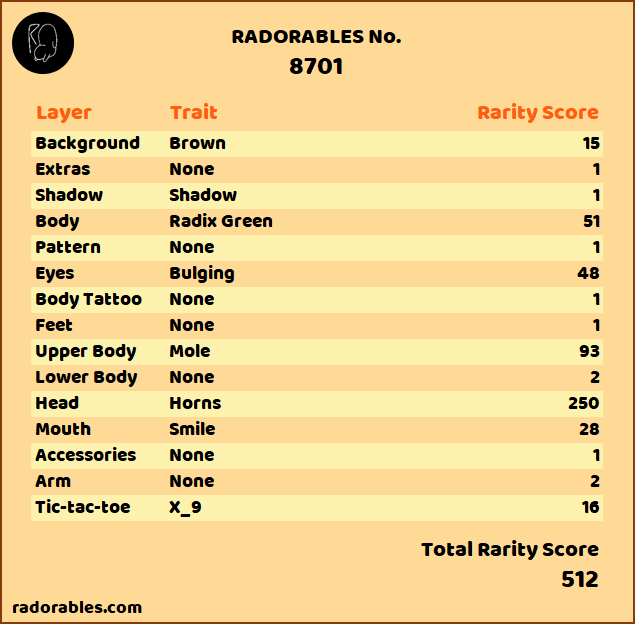 RADORABLES No.
8701
Layer Trait Rarity Score
Background Brown 15
Extras None 1
Shadow Shadow 1
Body Radix Green 51
Pattern None 1
Eyes Bulging 48
Body Tattoo None 1
Feet None 1
Upper Body Mole 93
Lower Body None 2
Head Horns 250
Mouth Smile 28
Accessories None 1
Arm None 2
Tic-tac-toe X_9 16
Total Rarity Score
512
radorables.com